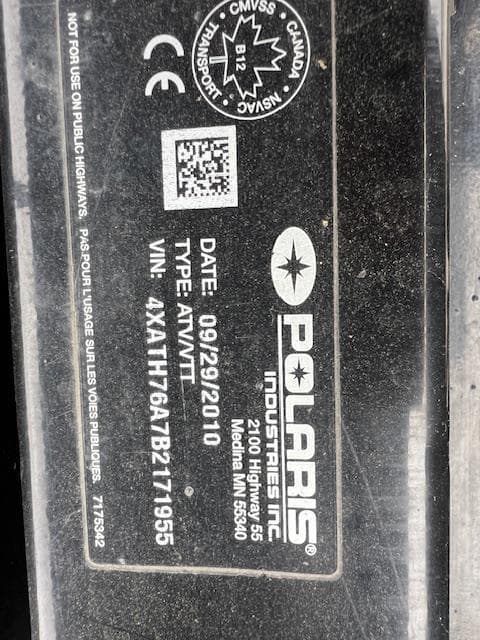 POLARIS®
INDUSTRIES INC.
2100 Highway 55
Medina MN 55340
DATE: 09/29/2010
TYPE: ATV/VTT
VIN: 4XATH76A7B2171955
CMVSS
CANADA
NSVAC
TRANSPORT
B12
CE
NOT FOR USE ON PUBLIC HIGHWAYS. PAS POUR L'USAGE SUR LES VOIES PUBLIQUES. 7175342